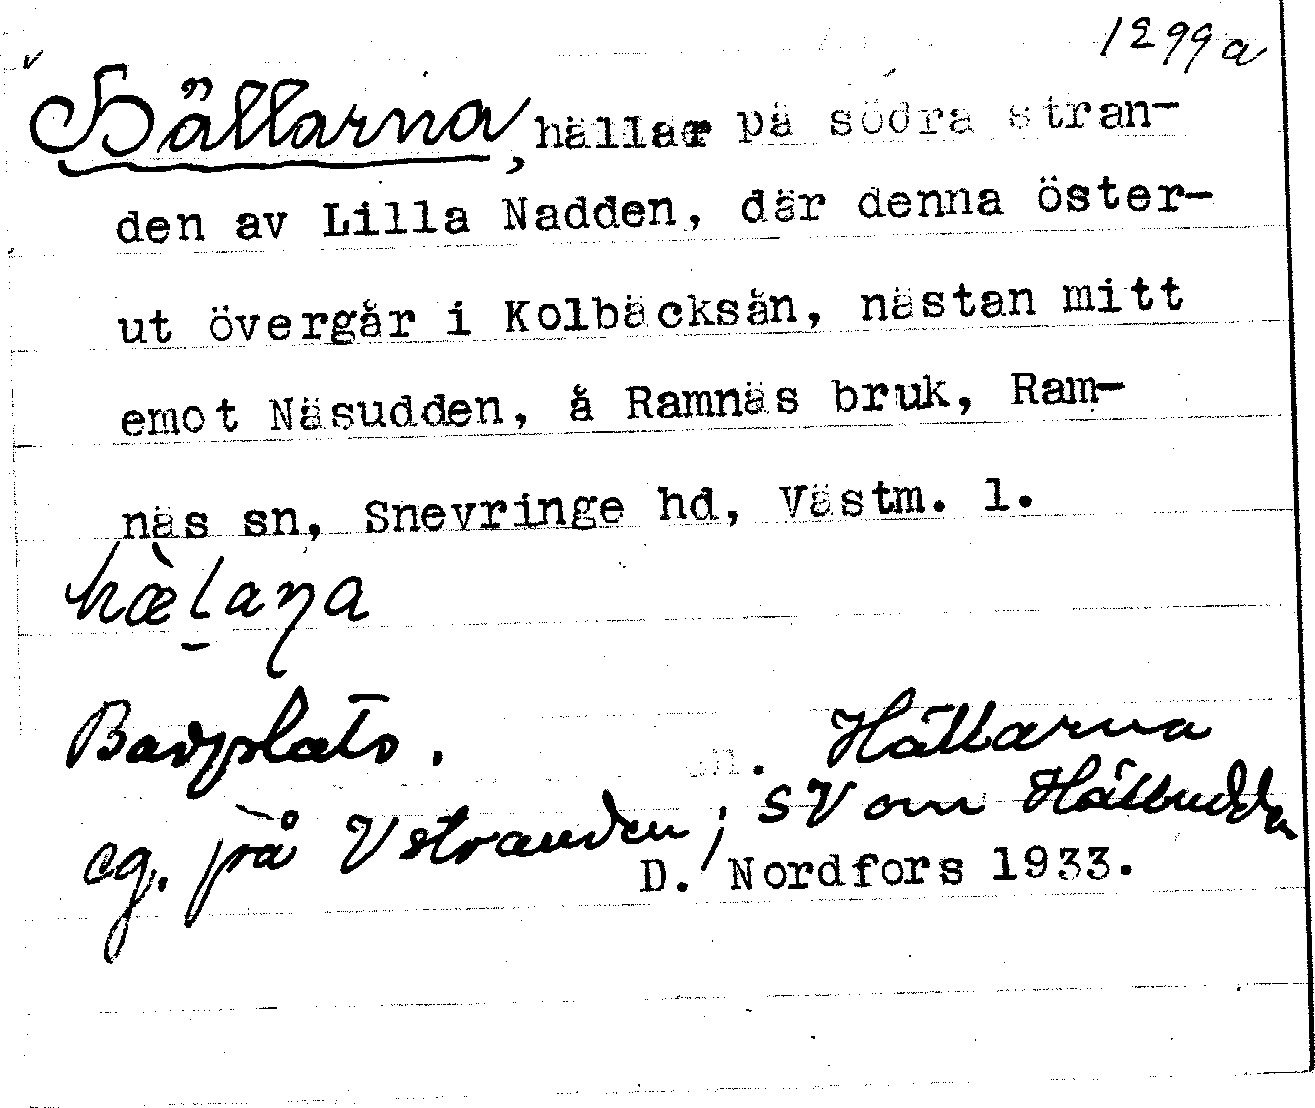 1299a
Hällarna, hällar på södra stran-
den av Lilla Nadden, där denna öster-
ut övergår i Kolbäcksån, nästan mitt
emot Näsudden, å Ramnäs bruk, Ram-
näs sn, Snevringe hd, Västm. l.
hæ̀laɳa
Badplats. Hällarna
eg. på V stranden; SV om Hälludden
D. Nordfors 1933.